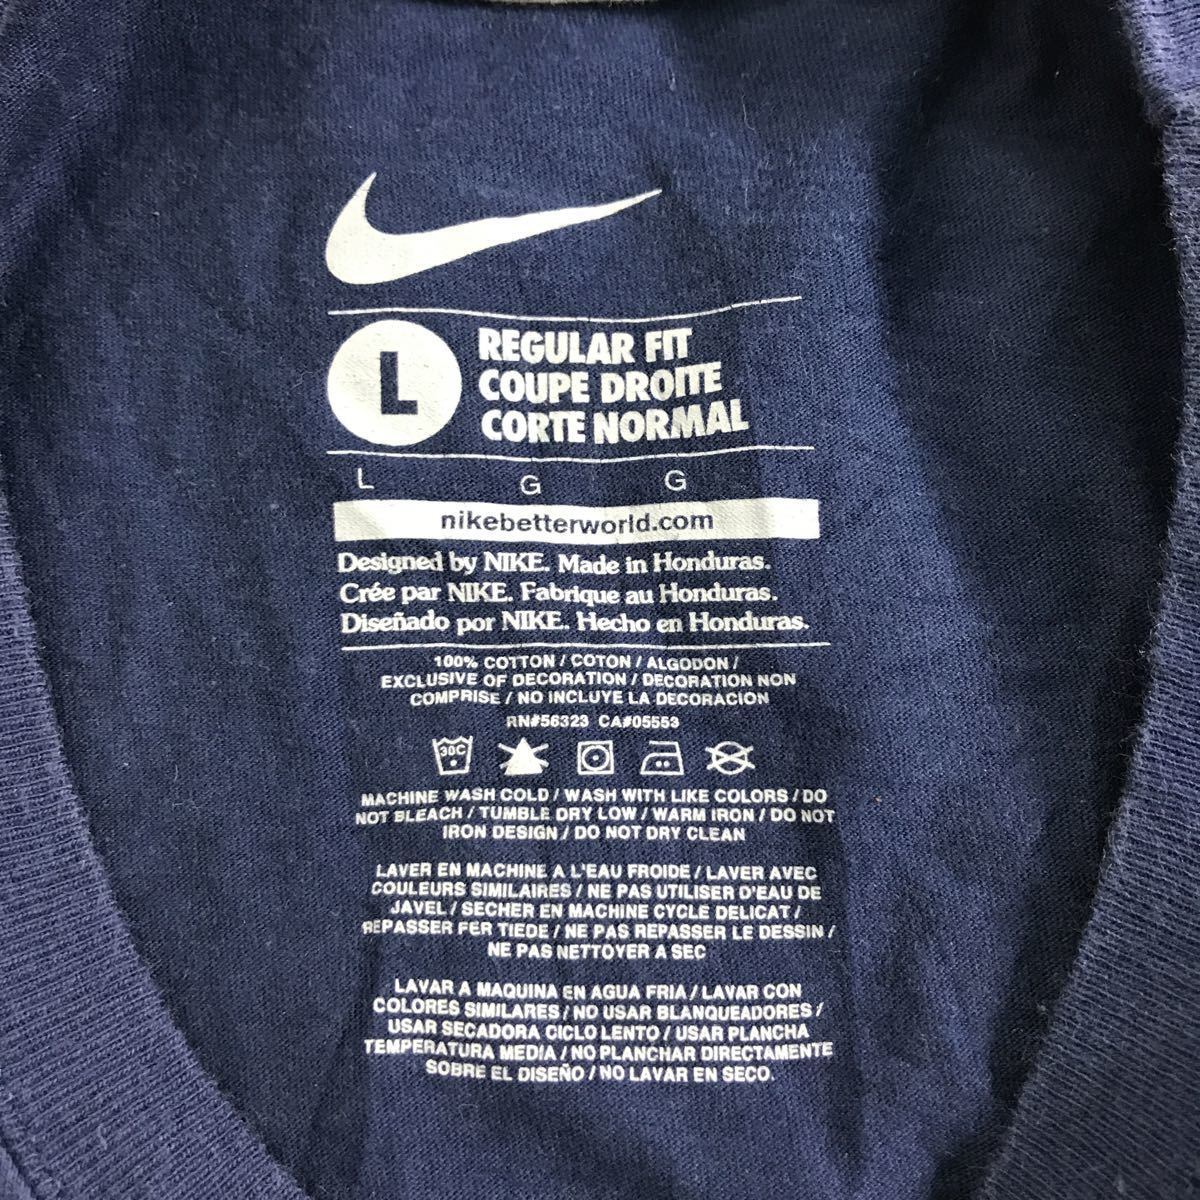 L
REGULAR FIT
COUPE DROITE
CORTE NORMAL
L G G
nikebetterworld.com
Designed by NIKE. Made in Honduras.
Crée par NIKE. Fabrique au Honduras.
Diseñado por NIKE. Hecho en Honduras.
100% COTTON / COTON / ALGODON /
EXCLUSIVE OF DECORATION / DECORATION NON
COMPRISE / NO INCLUYE LA DECORACION
RN#56323 CA#05553
30C
MACHINE WASH COLD / WASH WITH LIKE COLORS / DO
NOT BLEACH / TUMBLE DRY LOW / WARM IRON / DO NOT
IRON DESIGN / DO NOT DRY CLEAN
LAVER EN MACHINE A L'EAU FROIDE / LAVER AVEC
COULEURS SIMILAIRES / NE PAS UTILISER D'EAU DE
JAVEL / SECHER EN MACHINE CYCLE DELICAT /
REPASSER FER TIEDE / NE PAS REPASSER LE DESSIN /
NE PAS NETTOYER A SEC
LAVAR A MAQUINA EN AGUA FRIA / LAVAR CON
COLORES SIMILARES / NO USAR BLANQUEADORES /
USAR SECADORA CICLO LENTO / USAR PLANCHA
TEMPERATURA MEDIA / NO PLANCHAR DIRECTAMENTE
SOBRE EL DISEÑO / NO LAVAR EN SECO.